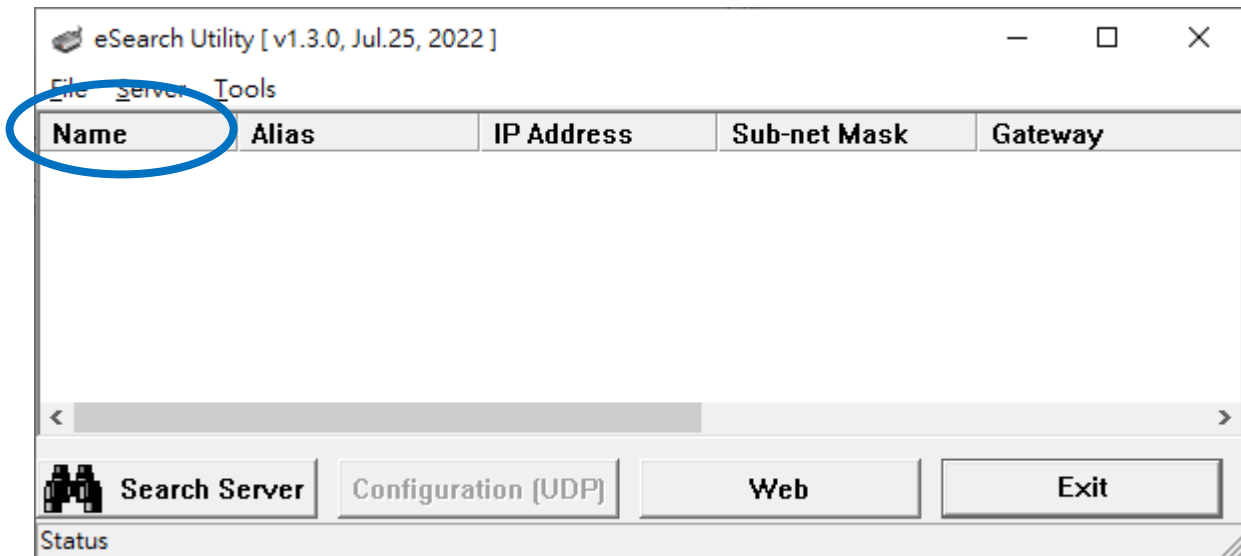 eSearch Utility [ v1.3.0, Jul.25, 2022 ]
File Server Tools
Name Alias IP Address Sub-net Mask Gateway
Search Server Configuration (UDP) Web Exit
Status